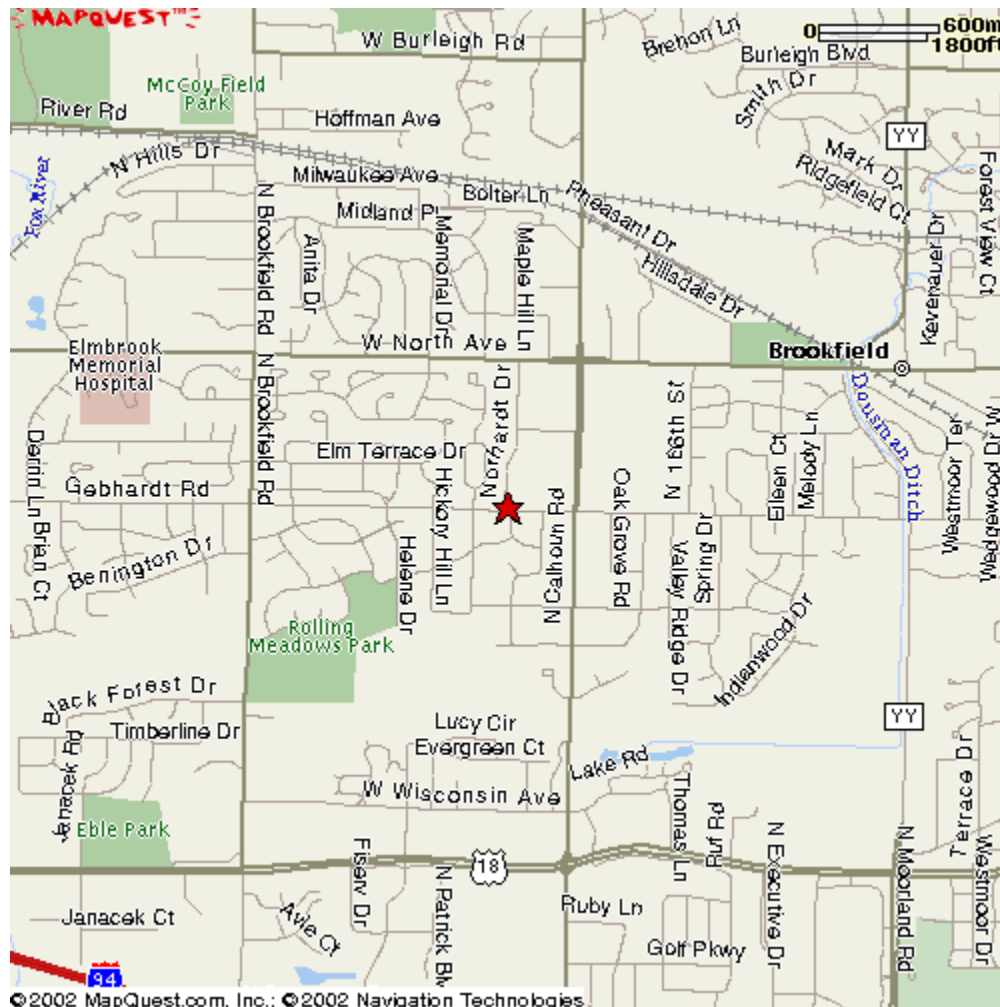 MAPQUEST™
0 600m
1800ft
W Burleigh Rd
Brehon Ln
Burleigh Blvd
Smith Dr
McCoy Field
Park
River Rd
Hoffman Ave
YY
N Hills Dr
Mark Dr
Ridgefield Ct
Forest View Ct
Fox River
Milwaukee Ave
Bolter Ln
Pheasant Dr
N Brookfield Rd
Midland Pl
Anita Dr
Memorial Dr
Maple Hill Ln
Hillsdale Dr
Kevenauer Dr
W North Ave
Elmbrook
Memorial
Hospital
Brookfield
N Brookfield Rd
Norhardt Dr
N 166th St
Dousman Ditch
Elm Terrace Dr
Eileen Ct
Melody Ln
Westmoor Ter
Derrin Ln
Gebhardt Rd
Hickory Hill Ln
N Calhoun Rd
Oak Grove Rd
Brian Ct
Benington Dr
Helene Dr
Valley Ridge Dr
Spring Dr
Indianwood Dr
Rolling
Meadows Park
Black Forest Dr
Timberline Dr
Lucy Cir
Evergreen Ct
YY
Janacek Rd
Lake Rd
W Wisconsin Ave
Thomas Ln
Ruf Rd
N Executive Dr
N Moorland Rd
Terrace Dr
Westmoor Dr
Eble Park
18
Fiserv Dr
N Patrick Blv
Janacek Ct
Avie Ct
Ruby Ln
Golf Pkwy
94
©2002 MapQuest.com, Inc.; ©2002 Navigation Technologies